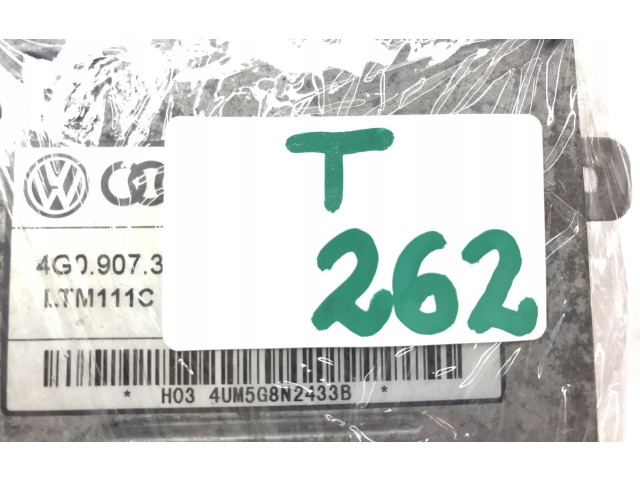 T
262
4G0.907.3
LTM111C
* H03 4UM5G8N2433B *